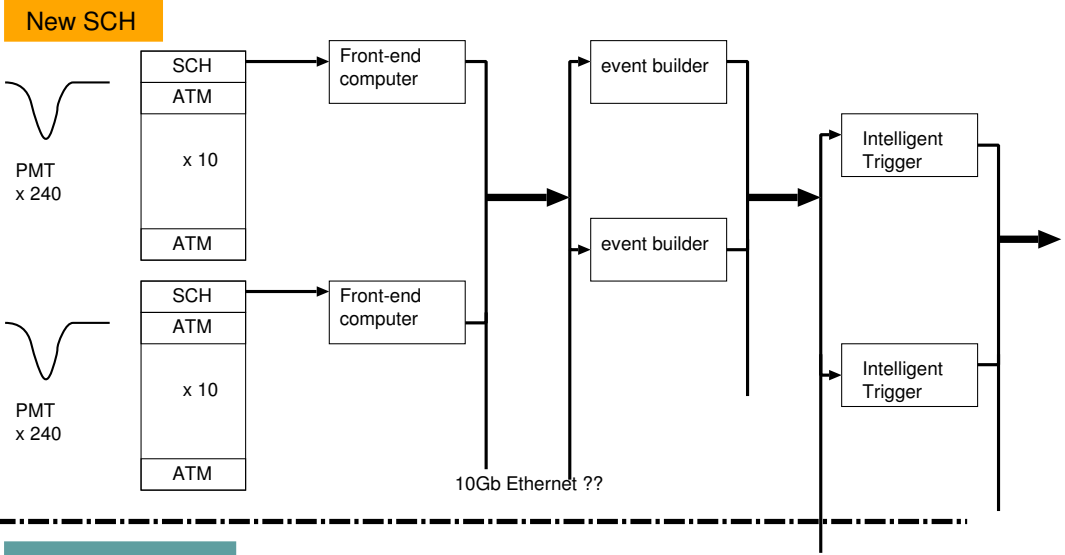 New SCH
SCH
ATM
x 10
ATM
PMT
x 240
Front-end
computer
event builder
event builder
Intelligent
Trigger
SCH
ATM
x 10
ATM
PMT
x 240
Front-end
computer
Intelligent
Trigger
10Gb Ethernet ??